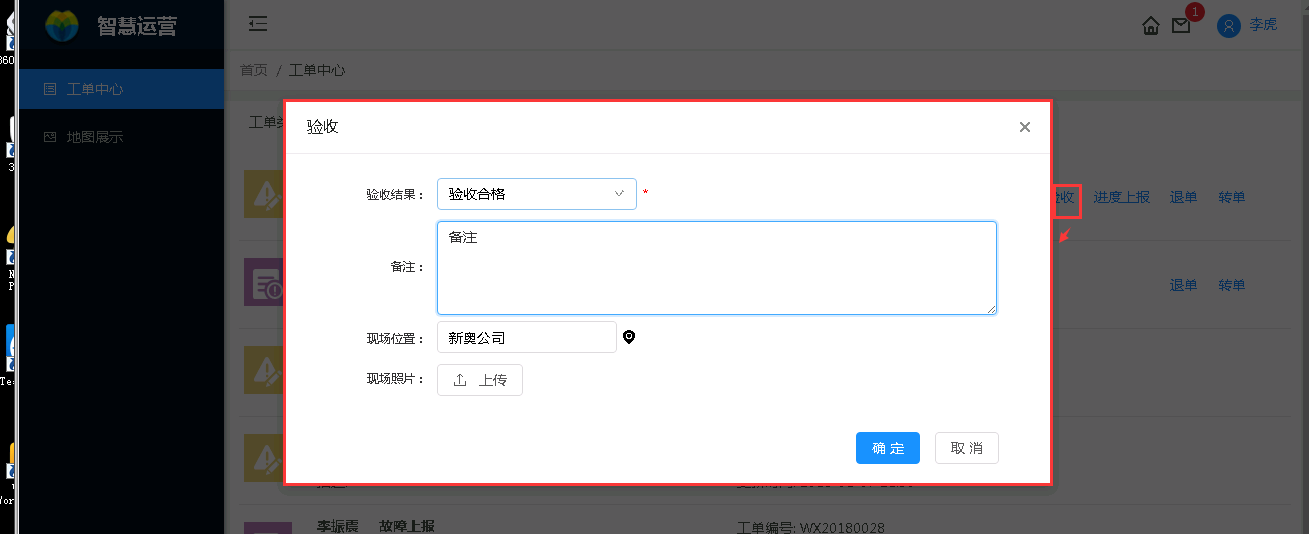 智慧运营
1
李虎
首页 / 工单中心
工单中心
地图展示
工单类
验收
×
验收结果：
验收合格
*
备注：
备注
现场位置：
新奥公司
现场照片：
上传
确 定
取 消
验收
进度上报
退单
转单
退单
转单
李振震 故障上报
工单编号: WX20180028